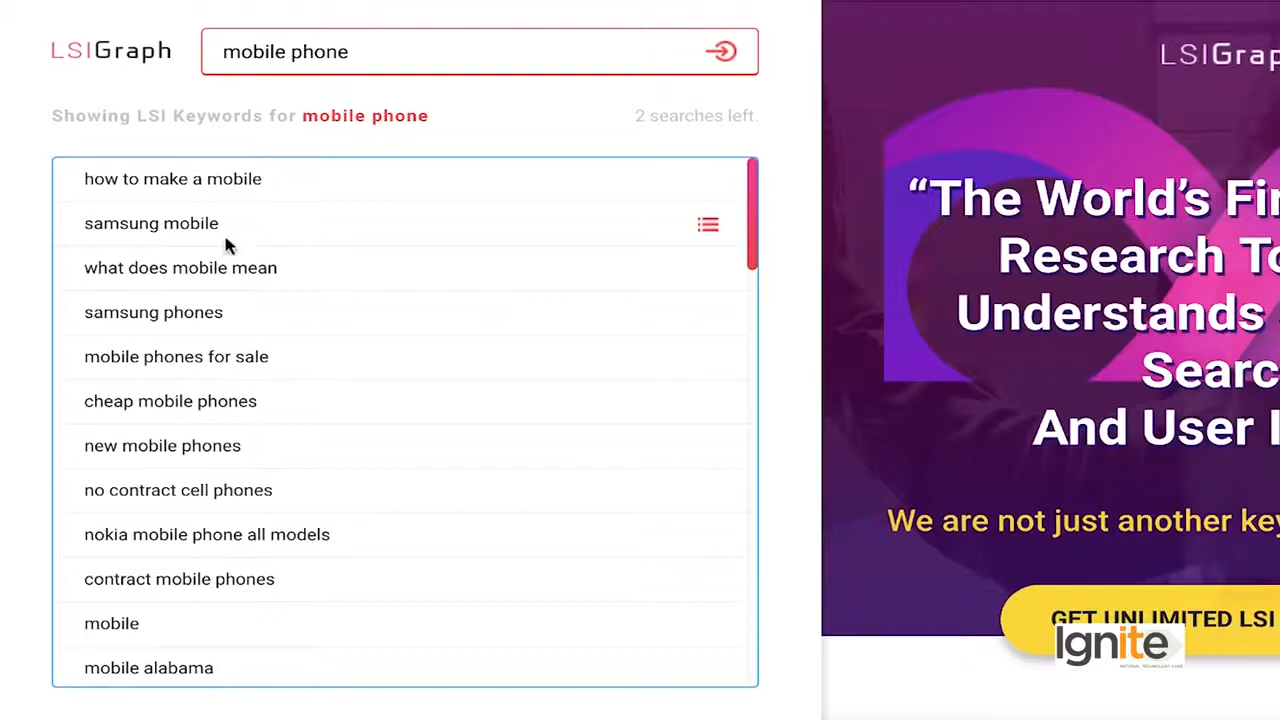 LSIGraph
mobile phone
Showing LSI Keywords for mobile phone
2 searches left.
how to make a mobile
samsung mobile
what does mobile mean
samsung phones
mobile phones for sale
cheap mobile phones
new mobile phones
no contract cell phones
nokia mobile phone all models
contract mobile phones
mobile
mobile alabama
LSIGrap
“The World’s Fir
Research To
Understands
Searc
And User I
We are not just another key
GET UNLIMITED LSI
Ignite
NATIONAL TECHNOLOGY FUND